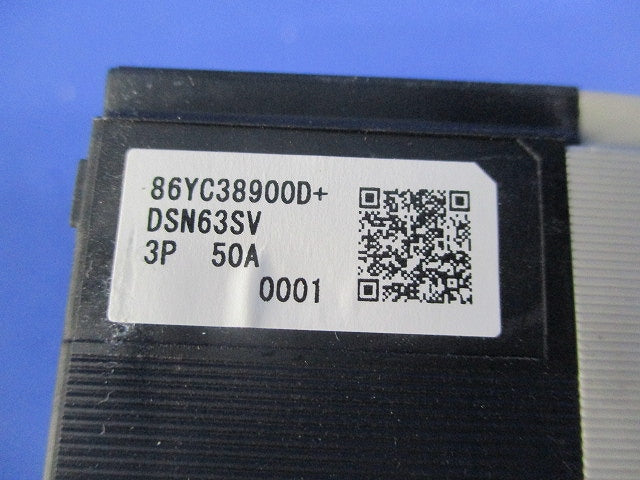 86YC38900D+
DSN63SV
3P 50A
0001